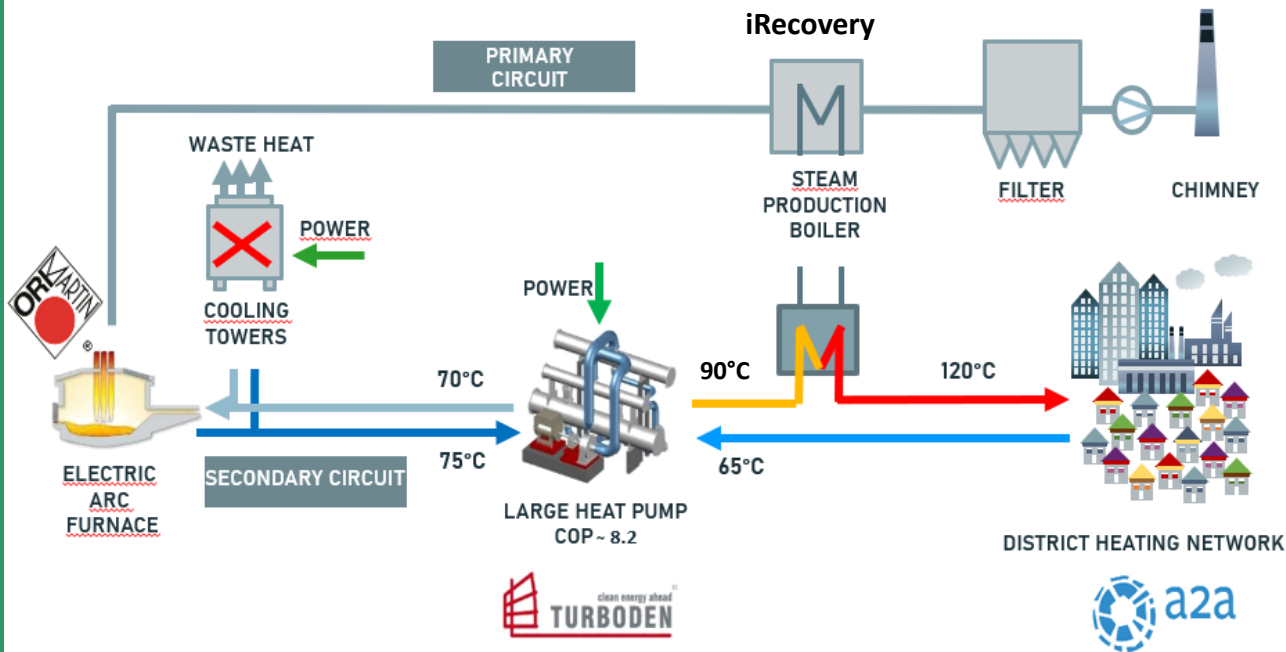 iRecovery
PRIMARY
CIRCUIT
WASTE HEAT
POWER
COOLING
TOWERS
STEAM
PRODUCTION
BOILER
FILTER
CHIMNEY
ORI
MARTIN
®
POWER
70°C
75°C
90°C
120°C
65°C
ELECTRIC
ARC
FURNACE
SECONDARY CIRCUIT
LARGE HEAT PUMP
COP ~ 8.2
DISTRICT HEATING NETWORK
clean energy ahead
TURBODEN
a2a